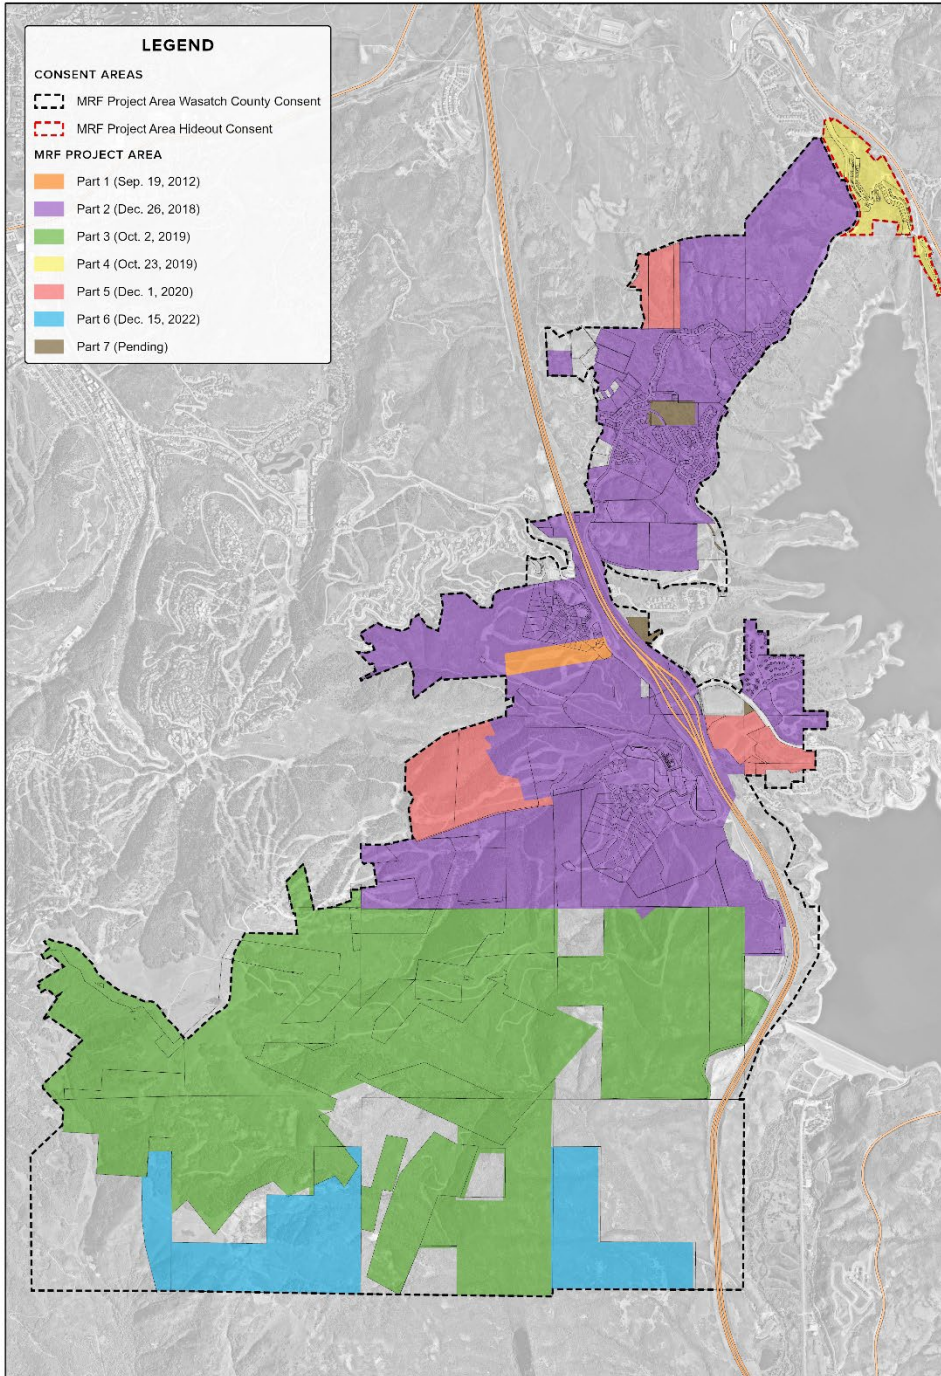 LEGEND
CONSENT AREAS
MRF Project Area Wasatch County Consent
MRF Project Area Hideout Consent
MRF PROJECT AREA
Part 1 (Sep. 19, 2012)
Part 2 (Dec. 26, 2018)
Part 3 (Oct. 2, 2019)
Part 4 (Oct. 23, 2019)
Part 5 (Dec. 1, 2020)
Part 6 (Dec. 15, 2022)
Part 7 (Pending)